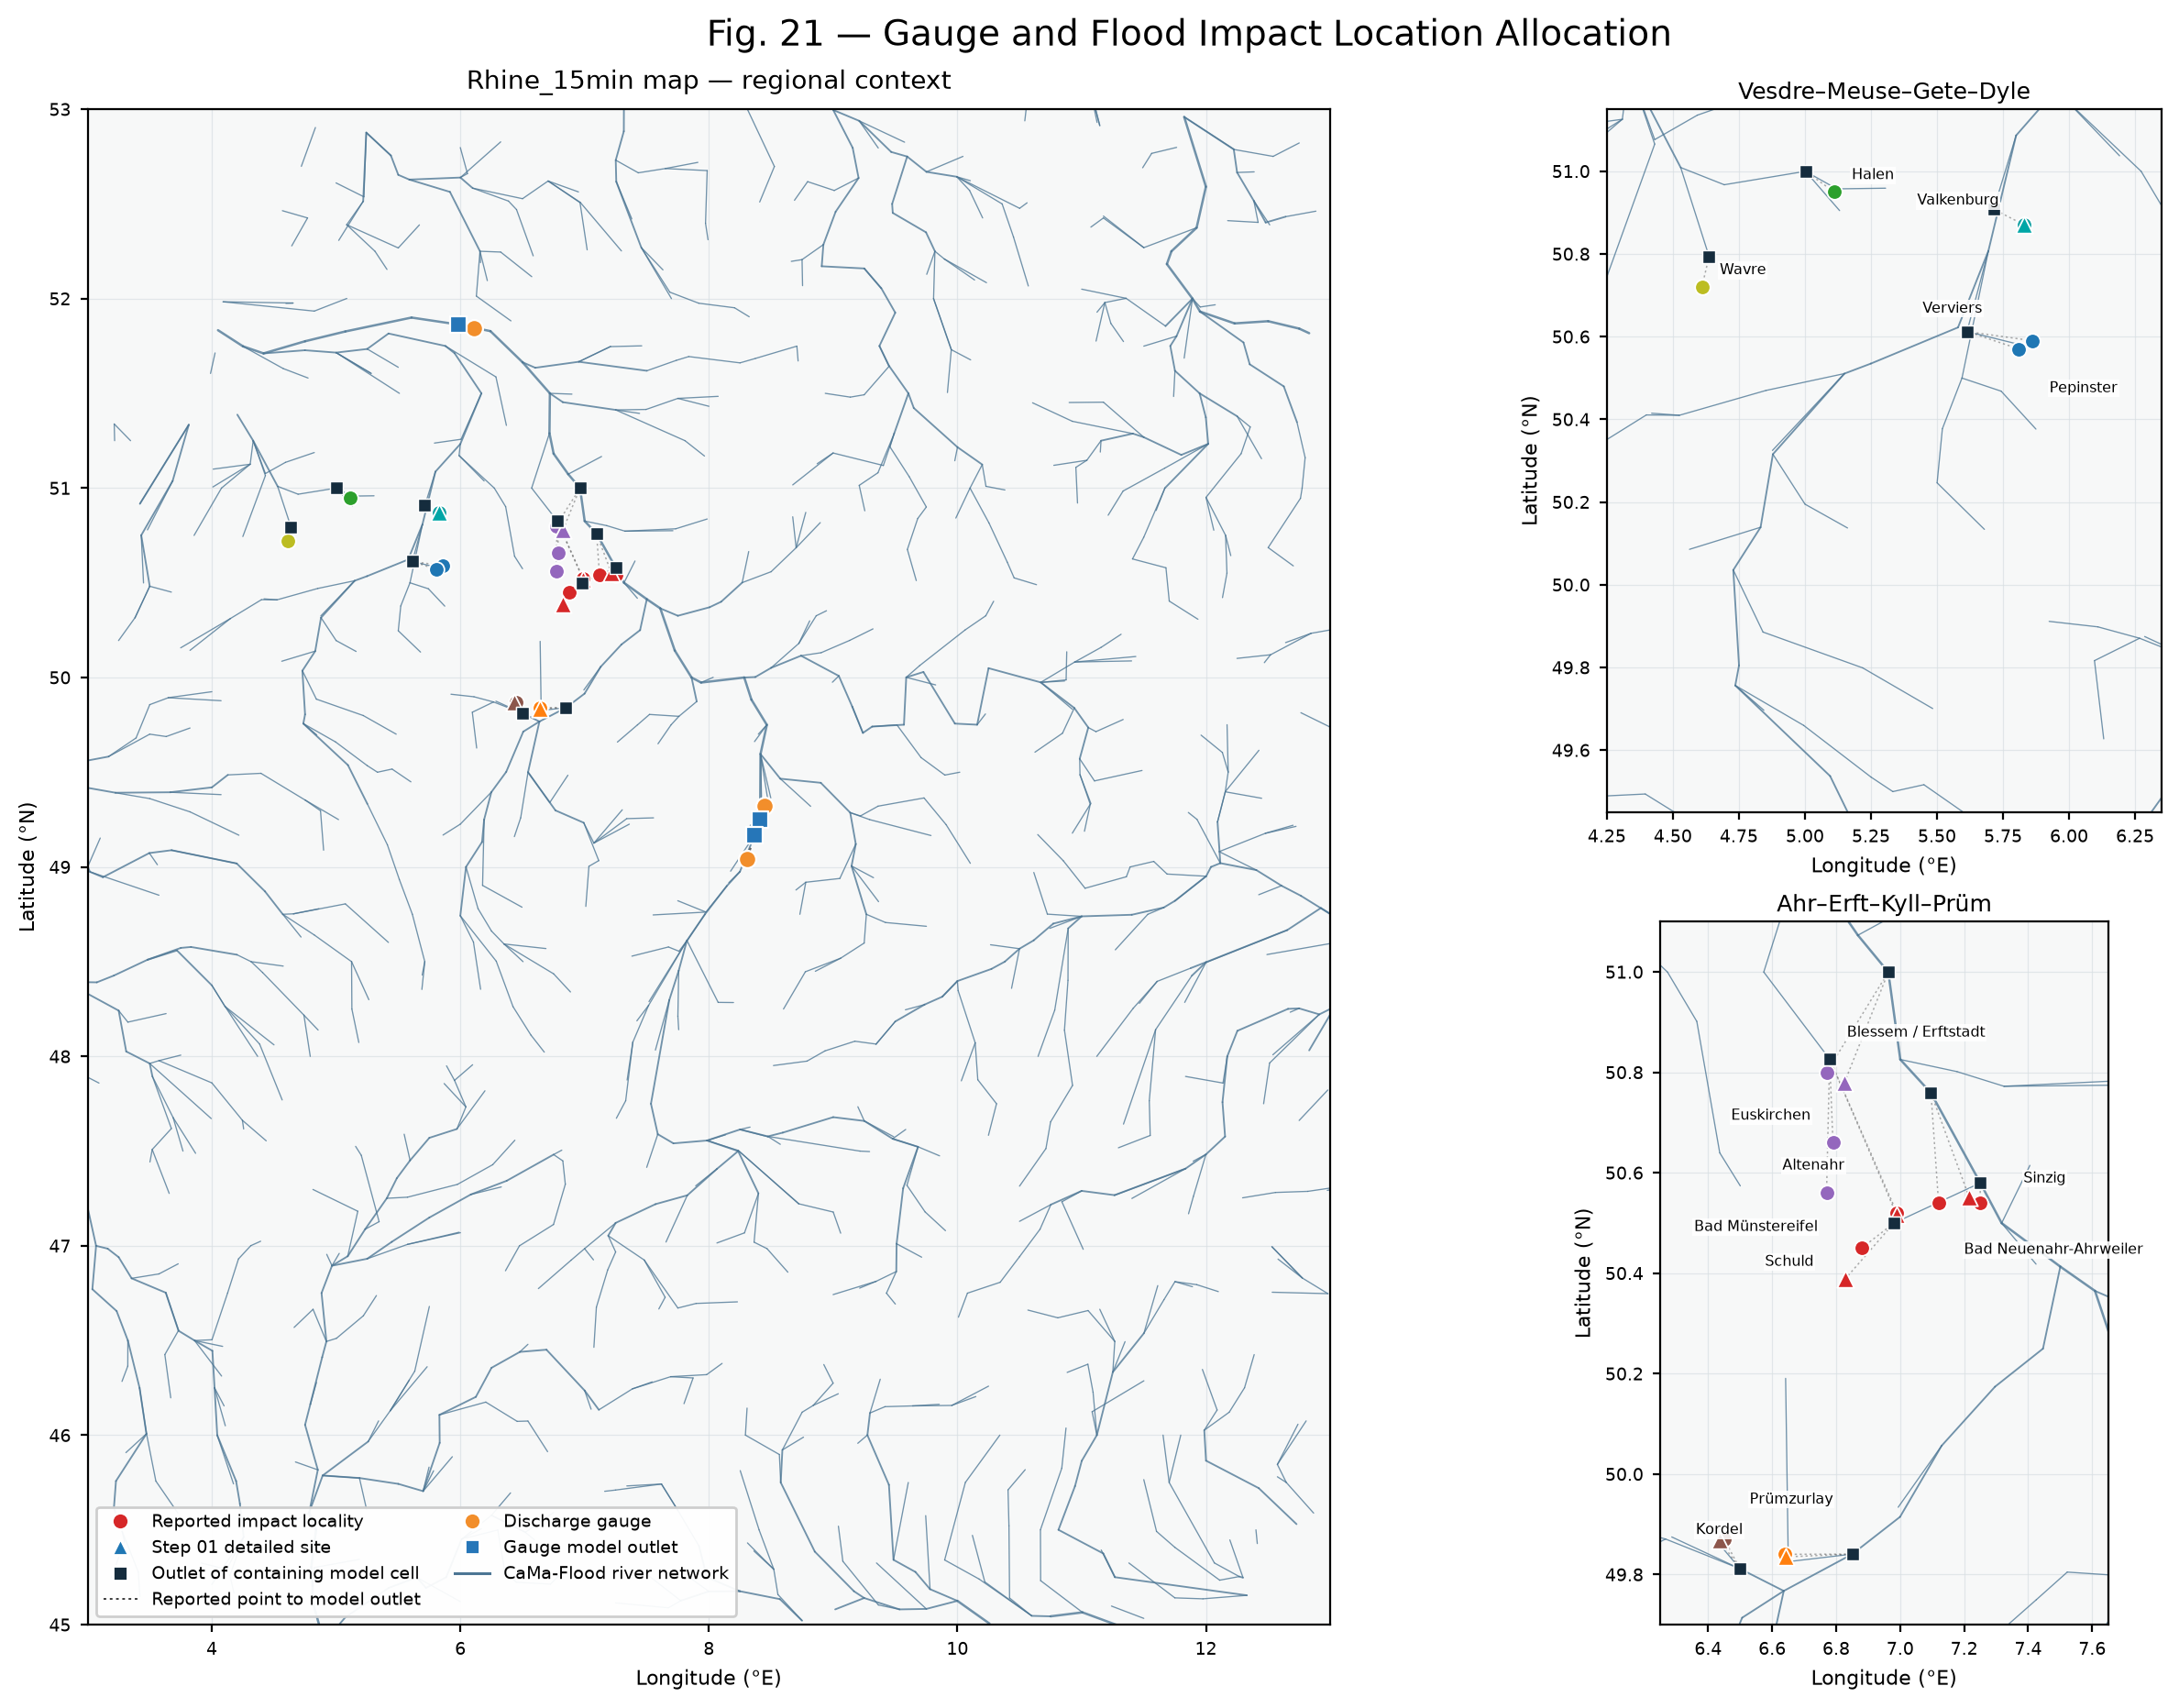 Fig. 21 — Gauge and Flood Impact Location Allocation
Rhine_15min map — regional context
53
52
51
50
49
48
47
46
45
4
6
8
10
12
Latitude (°N)
Longitude (°E)
Reported impact locality
Step 01 detailed site
Outlet of containing model cell
Reported point to model outlet
Discharge gauge
Gauge model outlet
CaMa-Flood river network
Vesdre–Meuse–Gete–Dyle
51.0
50.8
50.6
50.4
50.2
50.0
49.8
49.6
Latitude (°N)
Halen
Valkenburg
Wavre
Verviers
Pepinster
4.25
4.50
4.75
5.00
5.25
5.50
5.75
6.00
6.25
Longitude (°E)
Ahr–Erft–Kyll–Prüm
51.0
50.8
50.6
50.4
50.2
50.0
49.8
Latitude (°N)
Blessem / Erftstadt
Euskirchen
Altenahr
Sinzig
Bad Münstereifel
Bad Neuenahr-Ahrweiler
Schuld
Prümzurlay
Kordel
6.4
6.6
6.8
7.0
7.2
7.4
7.6
Longitude (°E)